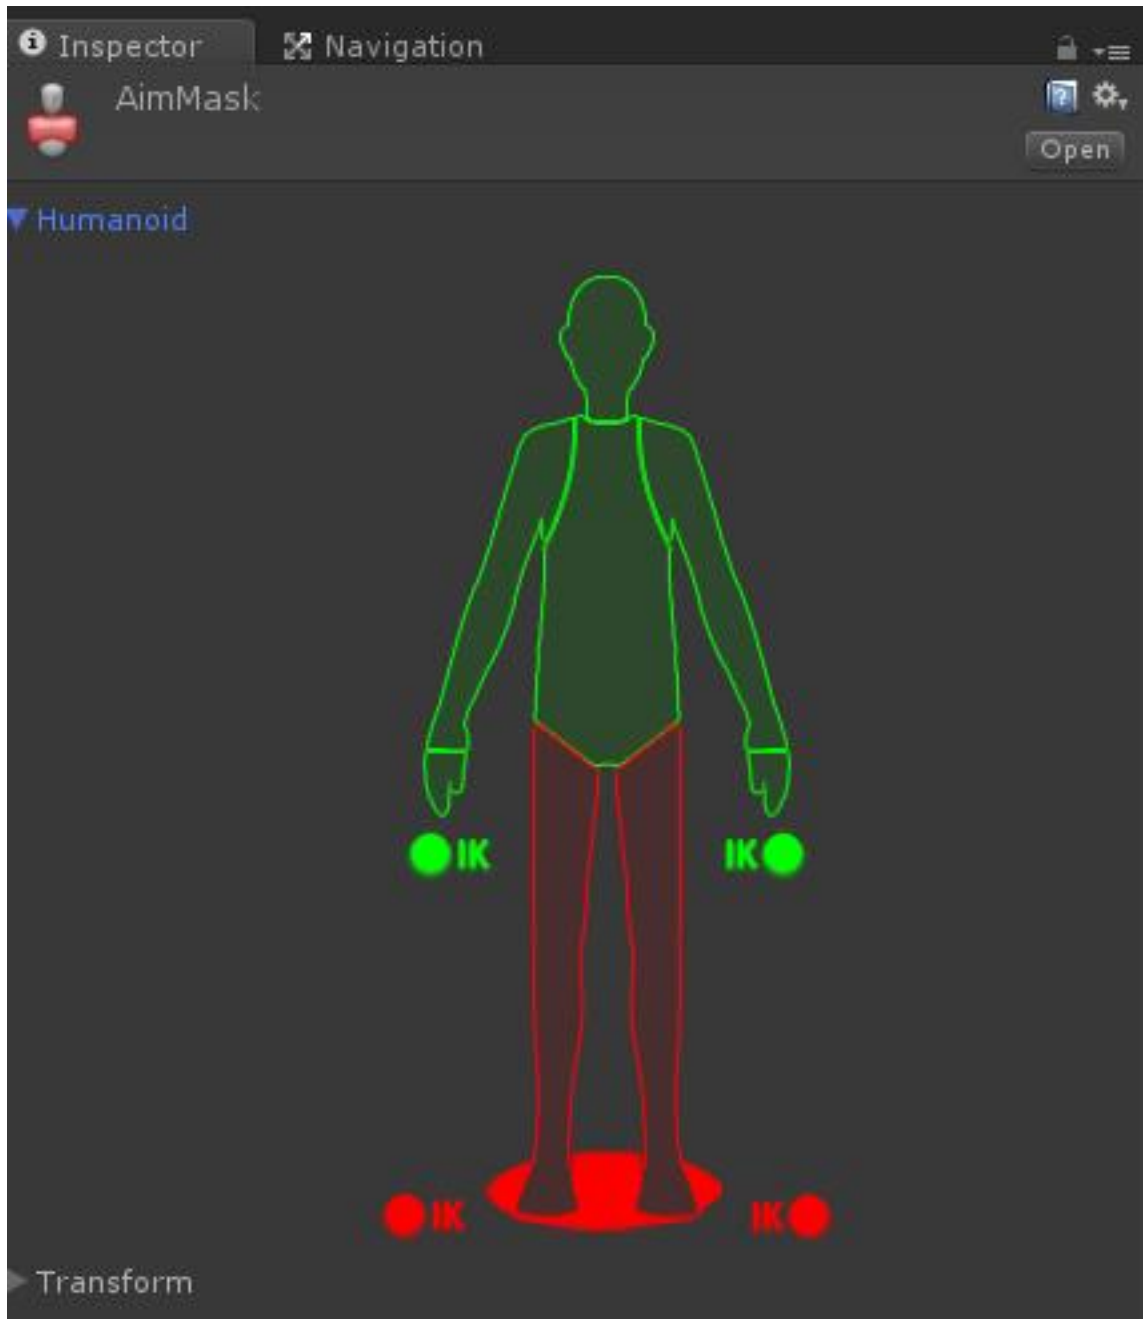 Inspector Navigation
AimMask
Open
Humanoid
IK IK
IK IK
Transform